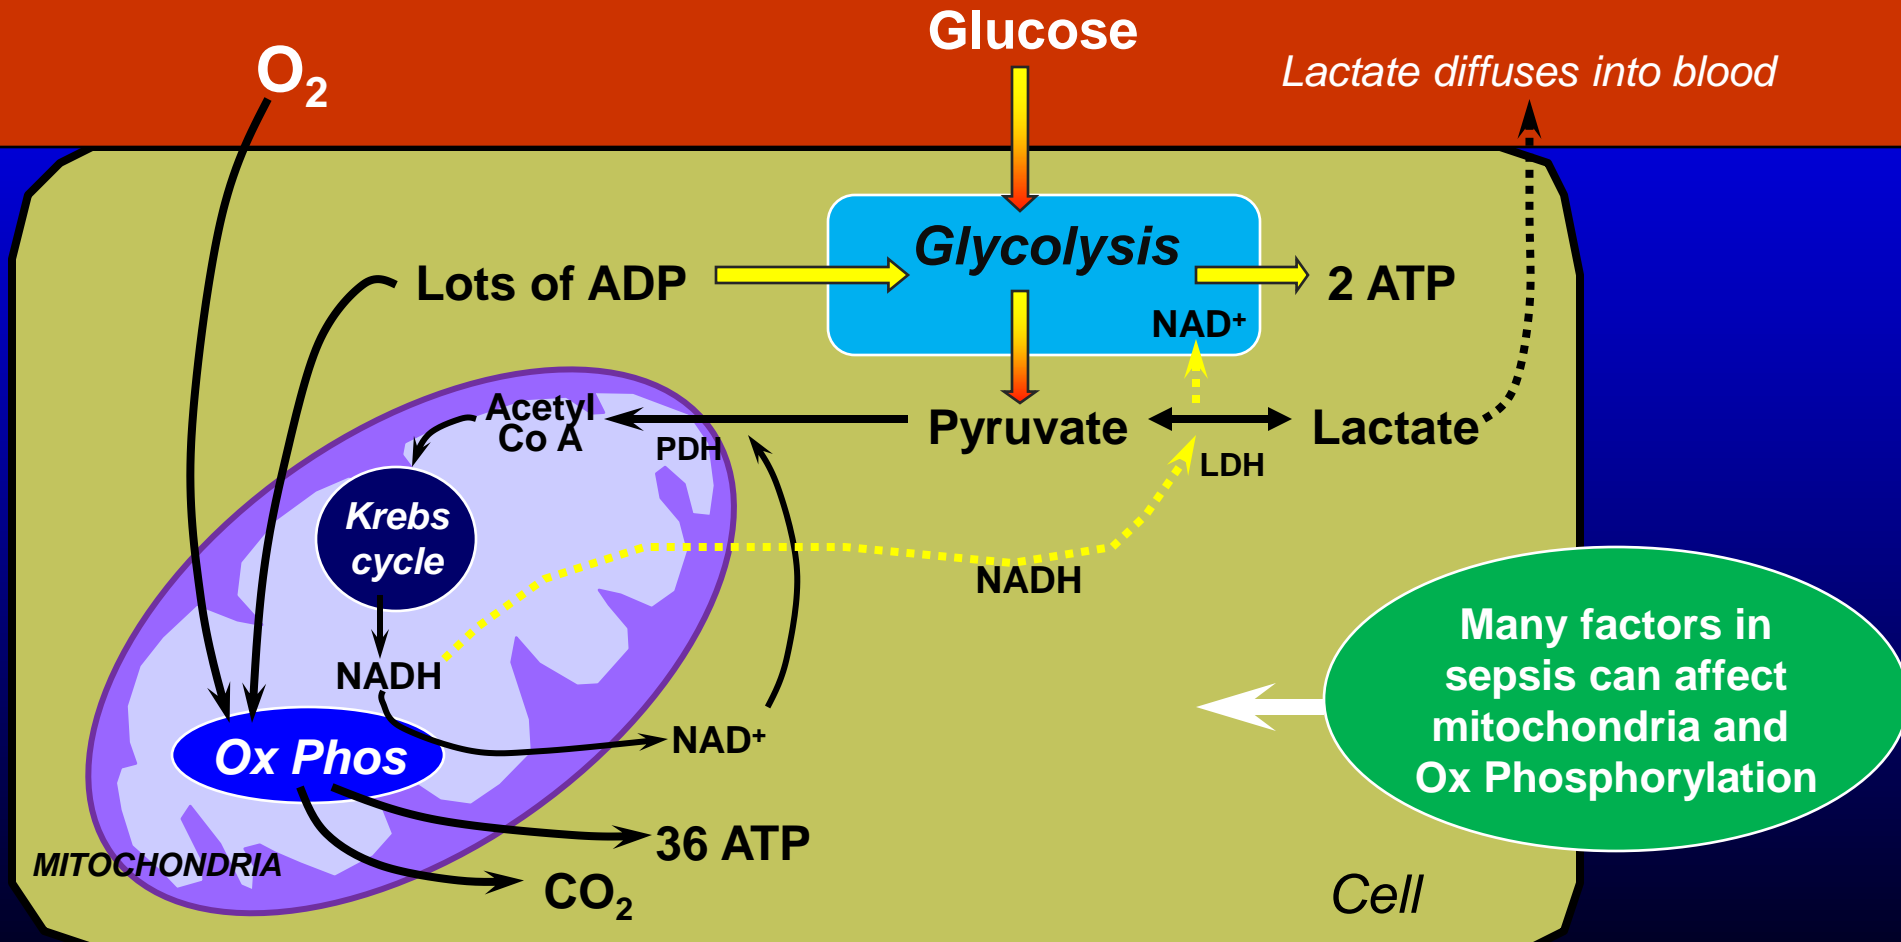 Glucose
O₂
Lactate diffuses into blood
Glycolysis
Lots of ADP
2 ATP
NAD⁺
Acetyl
Co A
PDH
Pyruvate
Lactate
LDH
Krebs
cycle
NADH
NADH
NAD⁺
Ox Phos
36 ATP
MITOCHONDRIA
CO₂
Many factors in
sepsis can affect
mitochondria and
Ox Phosphorylation
Cell